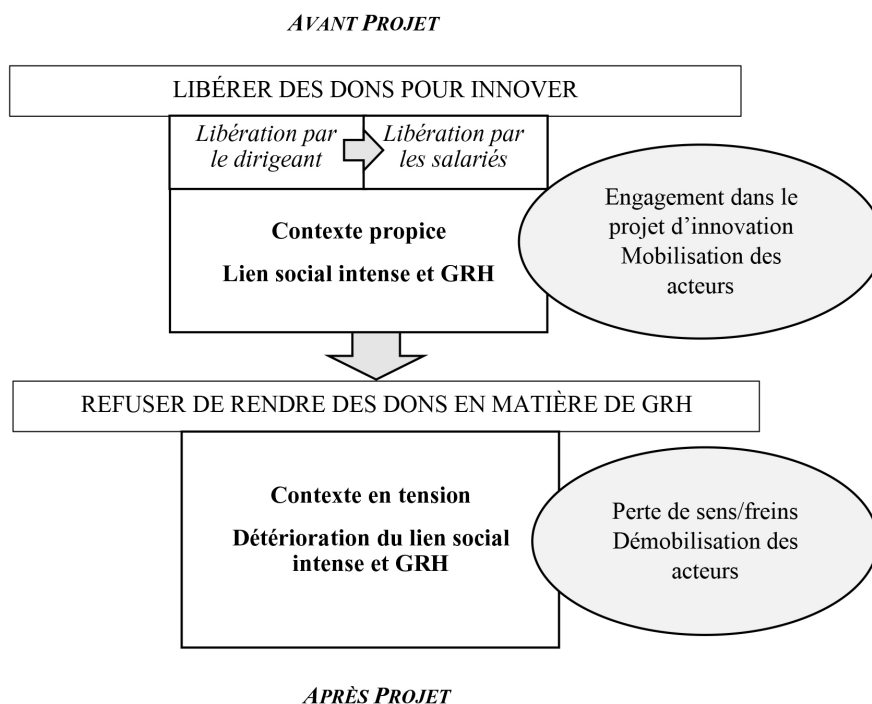 AVANT PROJET
LIBÉRER DES DONS POUR INNOVER
Libération par
le dirigeant
Libération par
les salariés
Contexte propice
Lien social intense et GRH
Engagement dans le
projet d’innovation
Mobilisation des
acteurs
REFUSER DE RENDRE DES DONS EN MATIÈRE DE GRH
Contexte en tension
Détérioration du lien social
intense et GRH
Perte de sens/freins
Démobilisation des
acteurs
APRÈS PROJET